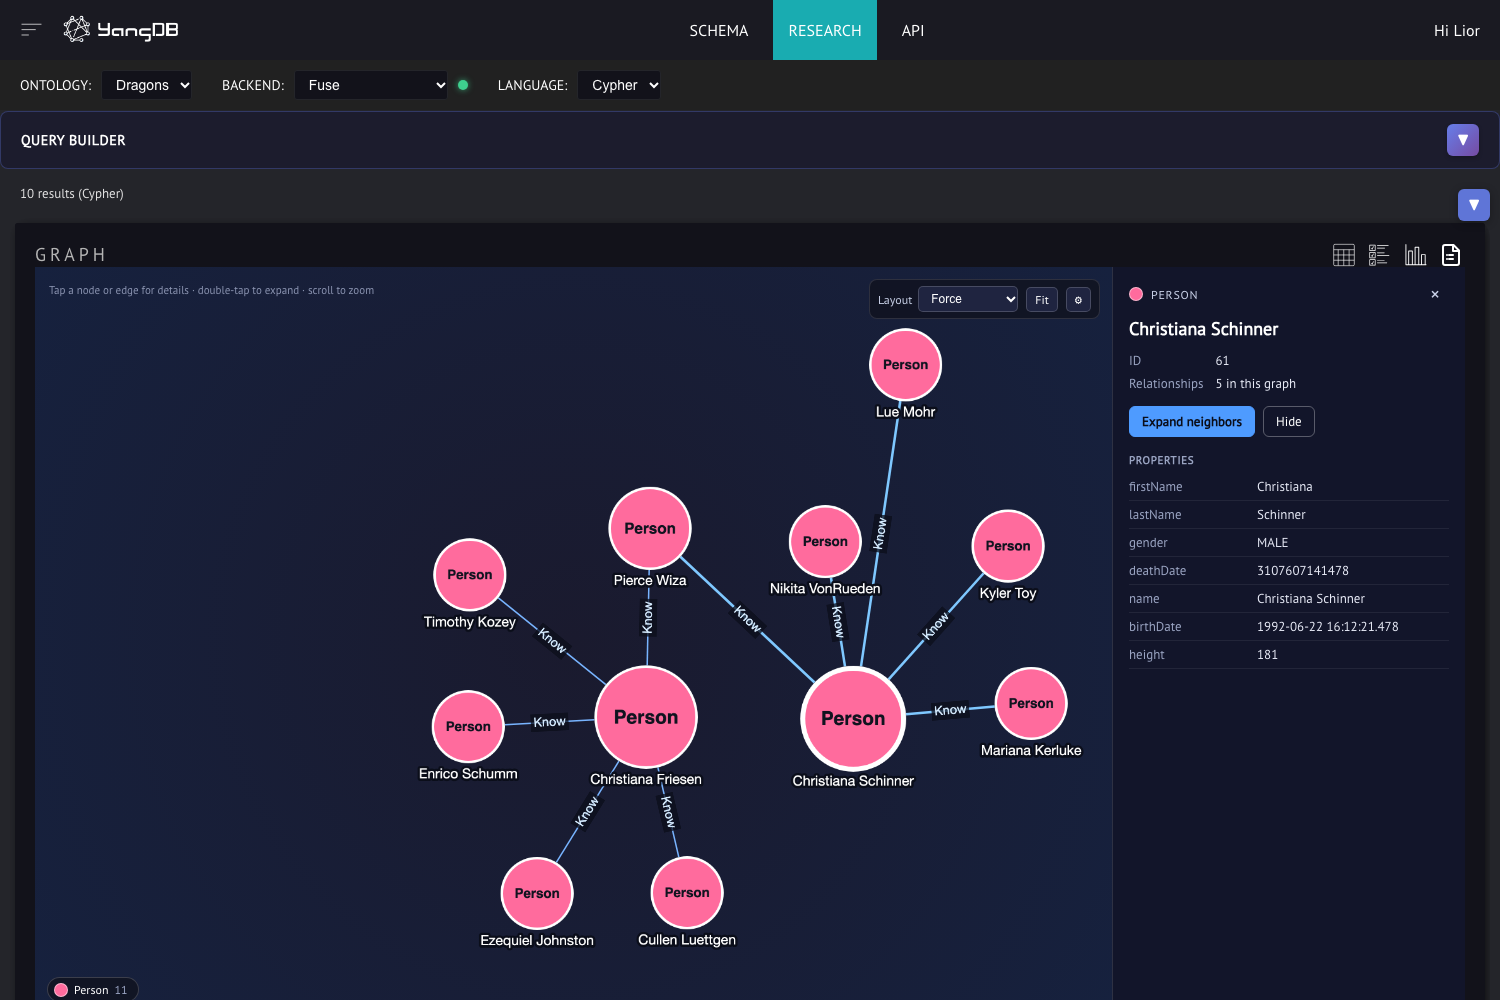 YangDB
SCHEMA
RESEARCH
API
Hi Lior
ONTOLOGY: Dragons
BACKEND: Fuse
LANGUAGE: Cypher
QUERY BUILDER
10 results (Cypher)
GRAPH
Tap a node or edge for details · double-tap to expand · scroll to zoom
Layout Force Fit
Person
Lue Mohr
Know
Person
Pierce Wiza
Person
Nikita VonRueden
Person
Kyler Toy
Person
Timothy Kozey
Know
Know
Know
Know
Know
Person
Enrico Schumm
Know
Person
Christiana Friesen
Person
Christiana Schinner
Know
Person
Mariana Kerluke
Know
Know
Person
Ezequiel Johnston
Person
Cullen Luettgen
Person 11
PERSON ×
Christiana Schinner
ID 61
Relationships 5 in this graph
Expand neighbors Hide
PROPERTIES
firstName Christiana
lastName Schinner
gender MALE
deathDate 3107607141478
name Christiana Schinner
birthDate 1992-06-22 16:12:21.478
height 181